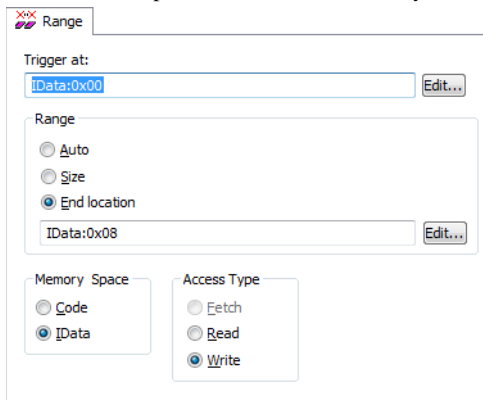 Range
Trigger at:
IData:0x00
Edit...
Range
Auto
Size
End location
IData:0x08
Edit...
Memory Space
Access Type
Code
Fetch
IData
Read
Write